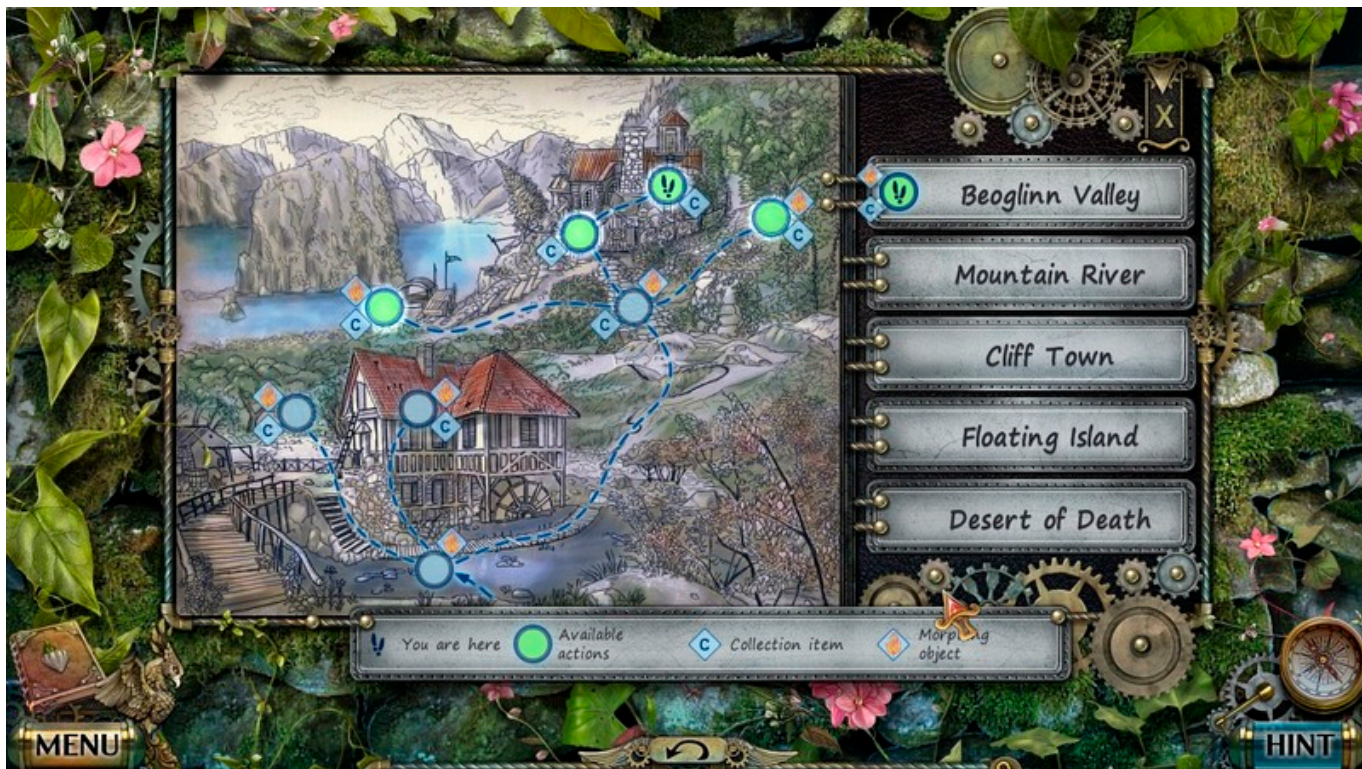 X
C
Beoglinn Valley
C
C
C
Mountain River
C
C
Cliff Town
C
C
Floating Island
Desert of Death
You are here
Available
actions
C
Collection item
object
MENU
HINT